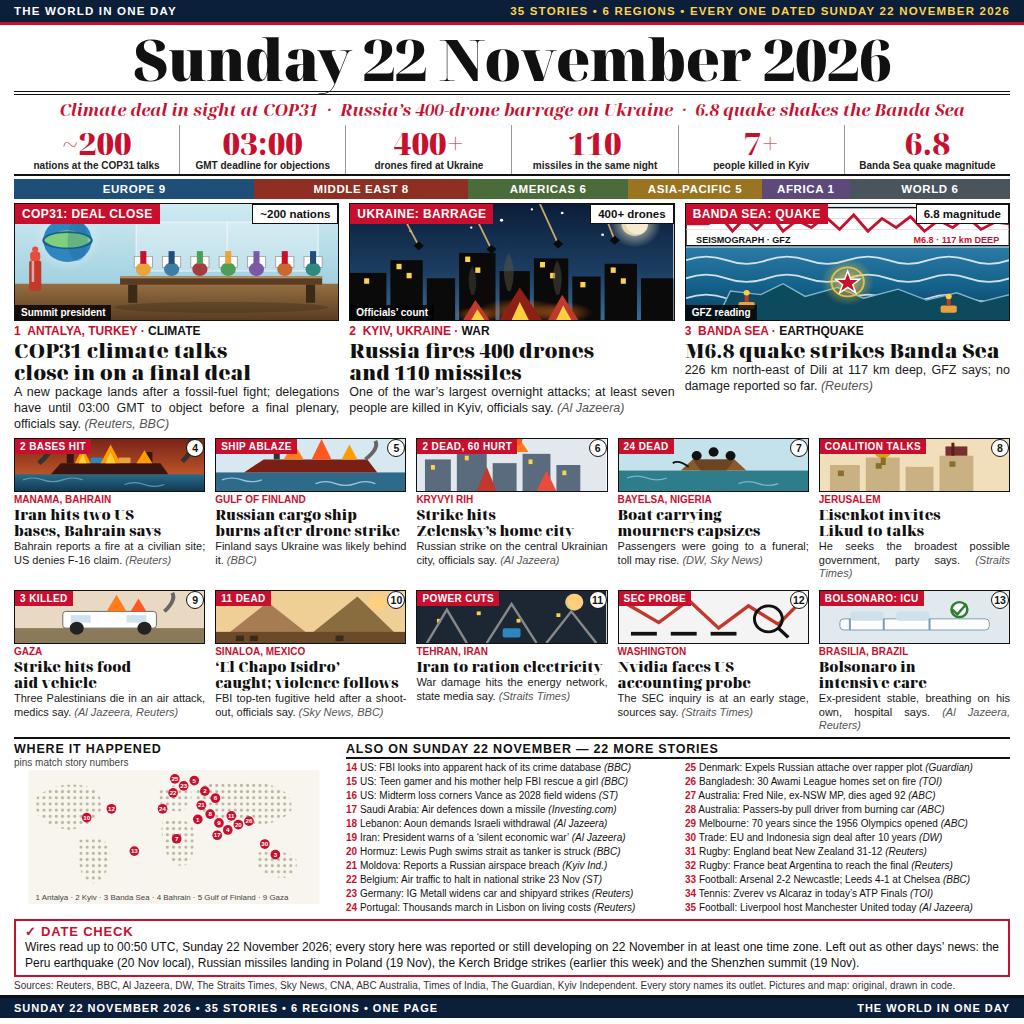 THE WORLD IN ONE DAY
35 STORIES • 6 REGIONS • EVERY ONE DATED SUNDAY 22 NOVEMBER 2026
Sunday 22 November 2026
Climate deal in sight at COP31 · Russia's 400-drone barrage on Ukraine · 6.8 quake shakes the Banda Sea
~200
nations at the COP31 talks
03:00
GMT deadline for objections
400+
drones fired at Ukraine
110
missiles in the same night
7+
people killed in Kyiv
6.8
Banda Sea quake magnitude
EUROPE 9
MIDDLE EAST 8
AMERICAS 6
ASIA-PACIFIC 5
AFRICA 1
WORLD 6
COP31: DEAL CLOSE
~200 nations
Summit president
1 ANTALYA, TURKEY · CLIMATE
COP31 climate talks
close in on a final deal
A new package lands after a fossil-fuel fight; delegations
have until 03:00 GMT to object before a final plenary,
officials say. (Reuters, BBC)
UKRAINE: BARRAGE
400+ drones
Officials' count
2 KYIV, UKRAINE · WAR
Russia fires 400 drones
and 110 missiles
One of the war's largest overnight attacks; at least seven
people are killed in Kyiv, officials say. (Al Jazeera)
BANDA SEA: QUAKE
6.8 magnitude
SEISMOGRAPH · GFZ
M6.8 · 117 km DEEP
GFZ reading
3 BANDA SEA · EARTHQUAKE
M6.8 quake strikes Banda Sea
226 km north-east of Dili at 117 km deep, GFZ says; no
damage reported so far. (Reuters)
2 BASES HIT
4
MANAMA, BAHRAIN
Iran hits two US
bases, Bahrain says
Bahrain reports a fire at a civilian site;
US denies F-16 claim. (Reuters)
SHIP ABLAZE
5
GULF OF FINLAND
Russian cargo ship
burns after drone strike
Finland says Ukraine was likely behind
it. (BBC)
2 DEAD, 60 HURT
6
KRYVYI RIH
Strike hits
Zelensky's home city
Russian strike on the central Ukrainian
city, officials say. (Al Jazeera)
24 DEAD
7
BAYELSA, NIGERIA
Boat carrying
mourners capsizes
Passengers were going to a funeral;
toll may rise. (DW, Sky News)
COALITION TALKS
8
JERUSALEM
Eisenkot invites
Likud to talks
He seeks the broadest possible
government, party says. (Straits
Times)
3 KILLED
9
GAZA
Strike hits food
aid vehicle
Three Palestinians die in an air attack,
medics say. (Al Jazeera, Reuters)
11 DEAD
10
SINALOA, MEXICO
'El Chapo Isidro'
caught; violence follows
FBI top-ten fugitive held after a shoot-
out, officials say. (Sky News, BBC)
POWER CUTS
11
TEHRAN, IRAN
Iran to ration electricity
War damage hits the energy network,
state media say. (Straits Times)
SEC PROBE
12
WASHINGTON
Nvidia faces US
accounting probe
The SEC inquiry is at an early stage,
sources say. (Straits Times)
BOLSONARO: ICU
13
BRASILIA, BRAZIL
Bolsonaro in
intensive care
Ex-president stable, breathing on his
own, hospital says. (Al Jazeera,
Reuters)
WHERE IT HAPPENED
pins match story numbers
1 Antalya · 2 Kyiv · 3 Banda Sea · 4 Bahrain · 5 Gulf of Finland · 9 Gaza
ALSO ON SUNDAY 22 NOVEMBER — 22 MORE STORIES
14 US: FBI looks into apparent hack of its crime database (BBC)
15 US: Teen gamer and his mother help FBI rescue a girl (BBC)
16 US: Midterm loss corners Vance as 2028 field widens (ST)
17 Saudi Arabia: Air defences down a missile (Investing.com)
18 Lebanon: Aoun demands Israeli withdrawal (Al Jazeera)
19 Iran: President warns of a 'silent economic war' (Al Jazeera)
20 Hormuz: Lewis Pugh swims strait as tanker is struck (BBC)
21 Moldova: Reports a Russian airspace breach (Kyiv Ind.)
22 Belgium: Air traffic to halt in national strike 23 Nov (ST)
23 Germany: IG Metall widens car and shipyard strikes (Reuters)
24 Portugal: Thousands march in Lisbon on living costs (Reuters)
25 Denmark: Expels Russian attache over rapper plot (Guardian)
26 Bangladesh: 30 Awami League homes set on fire (TOI)
27 Australia: Fred Nile, ex-NSW MP, dies aged 92 (ABC)
28 Australia: Passers-by pull driver from burning car (ABC)
29 Melbourne: 70 years since the 1956 Olympics opened (ABC)
30 Trade: EU and Indonesia sign deal after 10 years (DW)
31 Rugby: England beat New Zealand 31-12 (Reuters)
32 Rugby: France beat Argentina to reach the final (Reuters)
33 Football: Arsenal 2-2 Newcastle; Leeds 4-1 at Chelsea (BBC)
34 Tennis: Zverev vs Alcaraz in today's ATP Finals (TOI)
35 Football: Liverpool host Manchester United today (Al Jazeera)
✓ DATE CHECK
Wires read up to 00:50 UTC, Sunday 22 November 2026; every story here was reported or still developing on 22 November in at least one time zone. Left out as other days' news: the
Peru earthquake (20 Nov local), Russian missiles landing in Poland (19 Nov), the Kerch Bridge strikes (earlier this week) and the Shenzhen summit (19 Nov).
Sources: Reuters, BBC, Al Jazeera, DW, The Straits Times, Sky News, CNA, ABC Australia, Times of India, The Guardian, Kyiv Independent. Every story names its outlet. Pictures and map: original, drawn in code.
SUNDAY 22 NOVEMBER 2026 • 35 STORIES • 6 REGIONS • ONE PAGE
THE WORLD IN ONE DAY